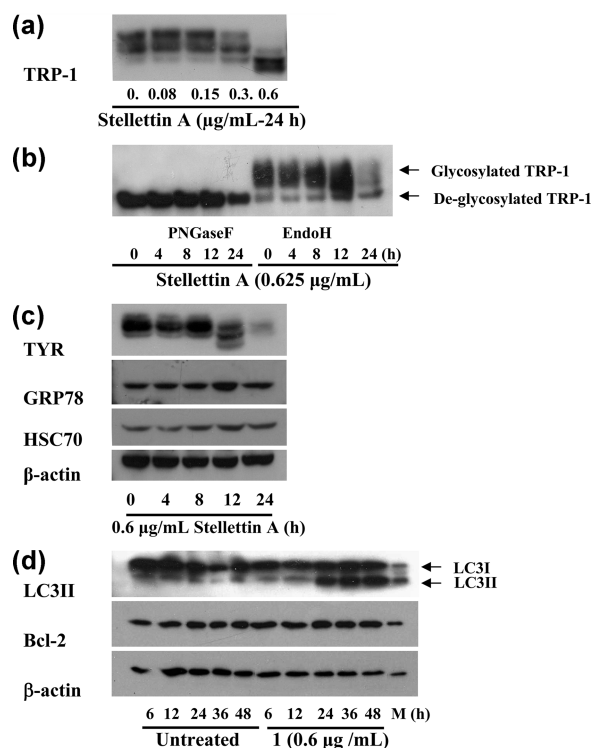 (a)
TRP-1
0. 0.08 0.15 0.3. 0.6
Stellettin A (µg/mL-24 h)
(b)
Glycosylated TRP-1
De-glycosylated TRP-1
PNGaseF EndoH
0 4 8 12 24 0 4 8 12 24 (h)
Stellettin A (0.625 µg/mL)
(c)
TYR
GRP78
HSC70
β-actin
0 4 8 12 24
0.6 µg/mL Stellettin A (h)
(d)
LC3I
LC3II
LC3II
Bcl-2
β-actin
6 12 24 36 48 6 12 24 36 48 M (h)
Untreated 1 (0.6 µg /mL)